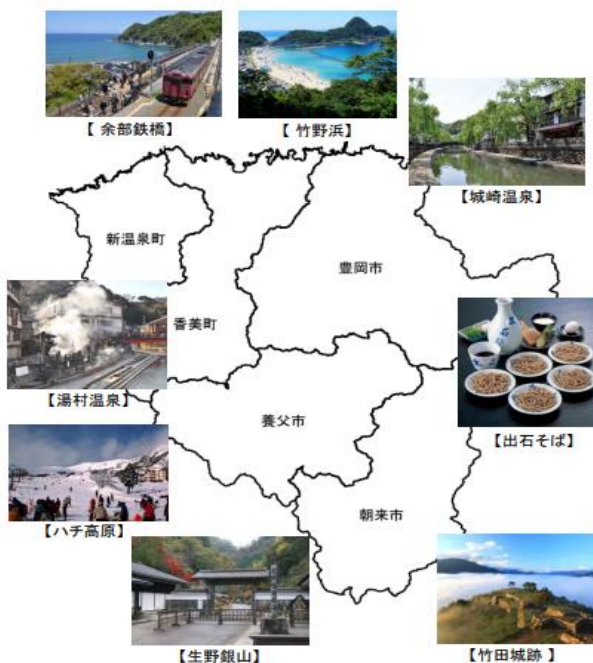 【 余部鉄橋】
【 竹野浜】
【城崎温泉】
新温泉町
豊岡市
香美町
【湯村温泉】
養父市
【出石そば】
【ハチ高原】
朝来市
【生野銀山】
【竹田城跡 】